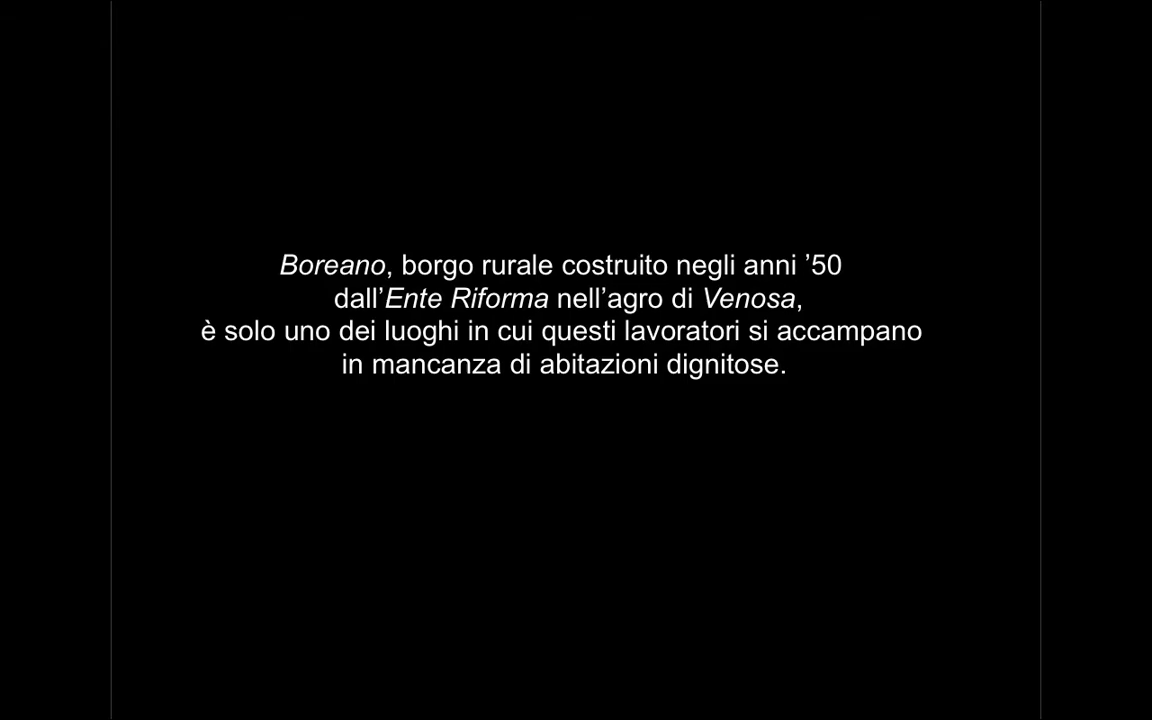 Boreano, borgo rurale costruito negli anni ’50
dall’Ente Riforma nell’agro di Venosa,
è solo uno dei luoghi in cui questi lavoratori si accampano
in mancanza di abitazioni dignitose.